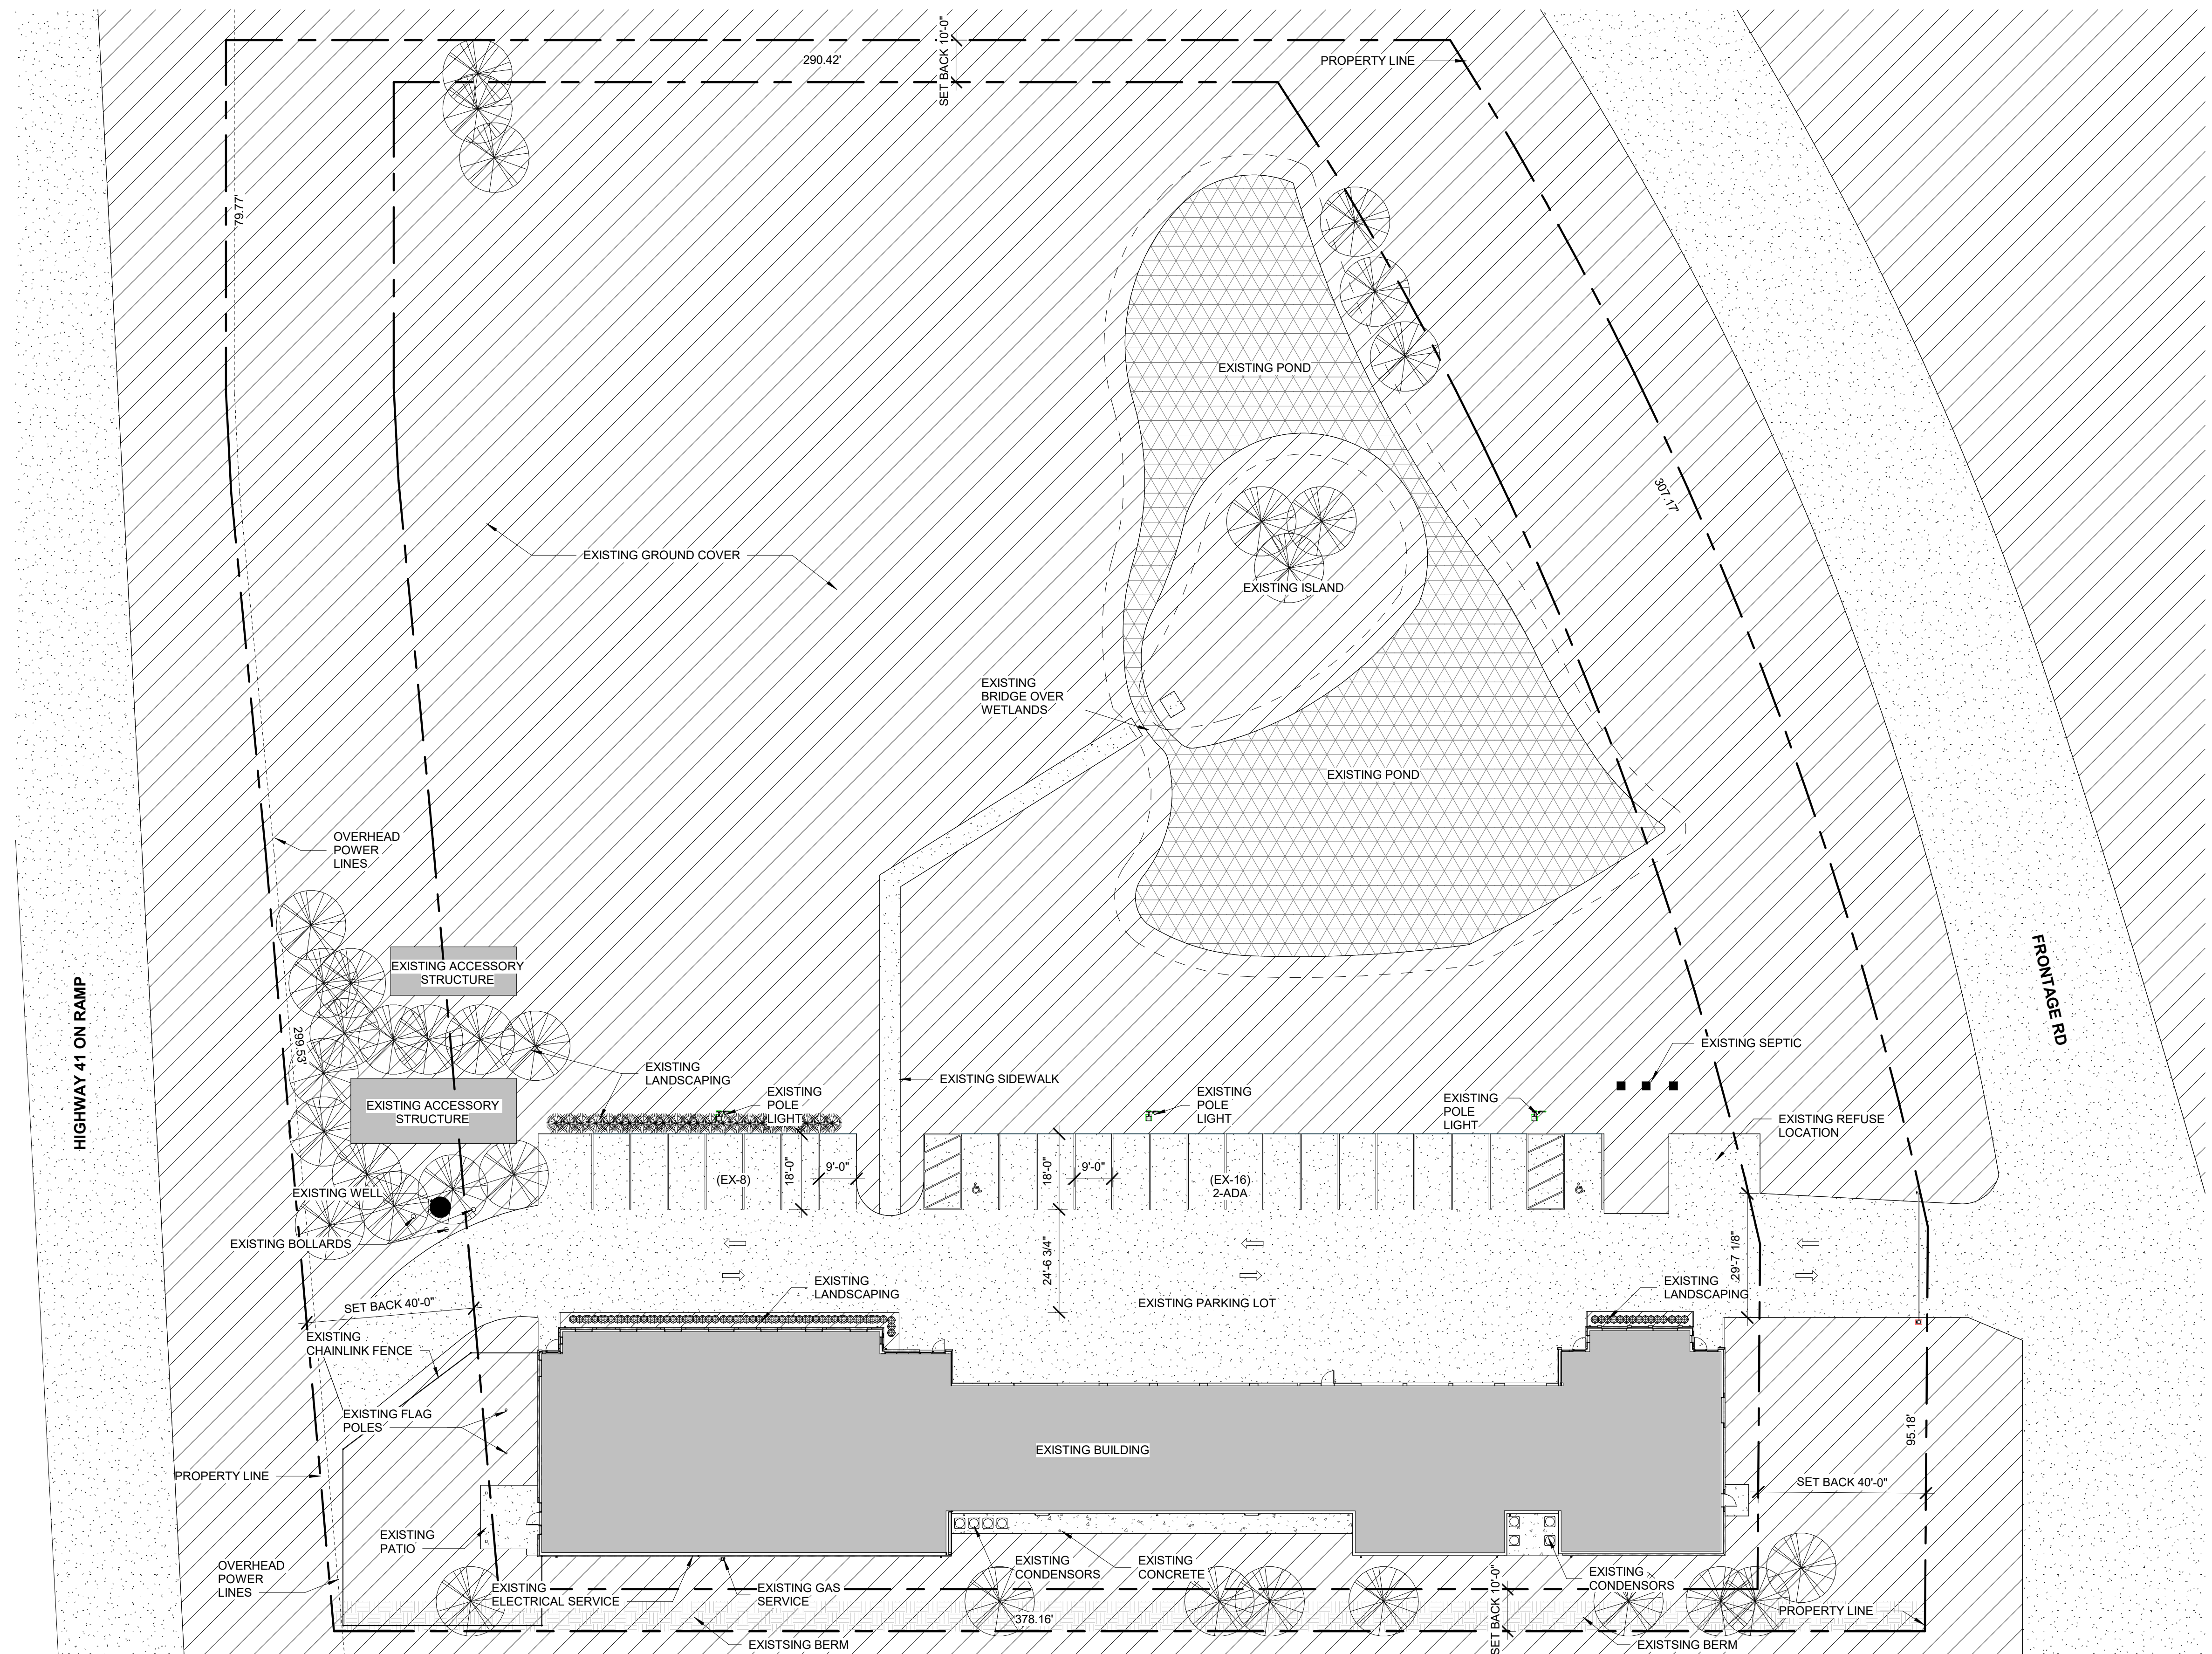 SET BACK 10'-0"
290.42'
PROPERTY LINE
79.77'
EXISTING POND
307.17'
EXISTING GROUND COVER
EXISTING ISLAND
EXISTING
BRIDGE OVER
WETLANDS
EXISTING POND
OVERHEAD
POWER
LINES
HIGHWAY 41 ON RAMP
FRONTAGE RD
EXISTING ACCESSORY
STRUCTURE
299.53'
EXISTING SEPTIC
EXISTING
LANDSCAPING
EXISTING SIDEWALK
EXISTING
POLE
LIGHT
EXISTING
POLE
LIGHT
EXISTING
POLE
LIGHT
EXISTING ACCESSORY
STRUCTURE
EXISTING REFUSE
LOCATION
(EX-8)
18'-0"
9'-0"
18'-0"
9'-0"
(EX-16)
2-ADA
EXISTING WELL
EXISTING BOLLARDS
24'-6 3/4"
29'-7 1/8"
EXISTING
LANDSCAPING
EXISTING
LANDSCAPING
SET BACK 40'-0"
EXISTING PARKING LOT
EXISTING
CHAINLINK FENCE
EXISTING FLAG
POLES
EXISTING BUILDING
95.18'
PROPERTY LINE
SET BACK 40'-0"
EXISTING
PATIO
OVERHEAD
POWER
LINES
EXISTING
ELECTRICAL SERVICE
EXISTING GAS
SERVICE
EXISTING
CONDENSORS
EXISTING
CONCRETE
EXISTING
CONDENSORS
SET BACK 10'-0"
378.16'
PROPERTY LINE
EXISTSING BERM
EXISTSING BERM